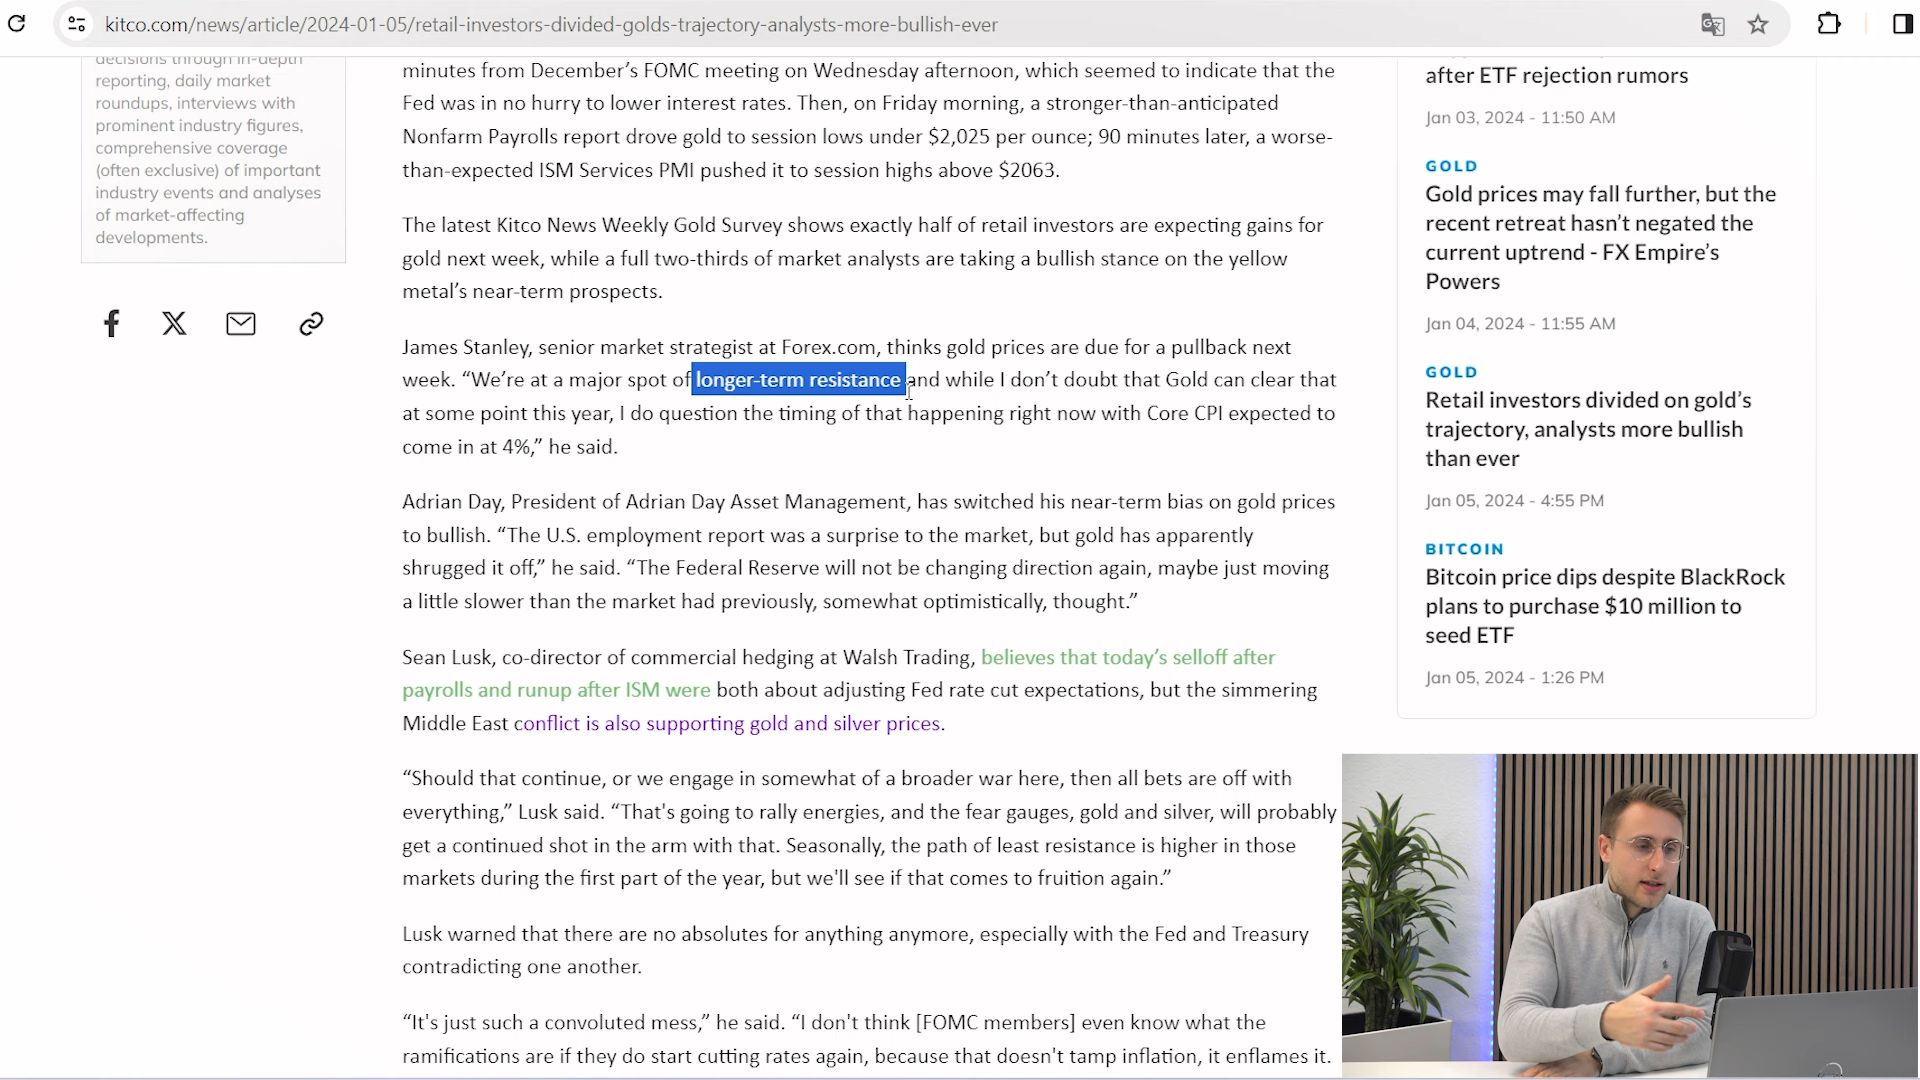 kitco.com/news/article/2024-01-05/retail-investors-divided-golds-trajectory-analysts-more-bullish-ever
decisions through in-depth
reporting, daily market
roundups, interviews with
prominent industry figures,
comprehensive coverage
(often exclusive) of important
industry events and analyses
of market-affecting
developments.
minutes from December’s FOMC meeting on Wednesday afternoon, which seemed to indicate that the
Fed was in no hurry to lower interest rates. Then, on Friday morning, a stronger-than-anticipated
Nonfarm Payrolls report drove gold to session lows under $2,025 per ounce; 90 minutes later, a worse-
than-expected ISM Services PMI pushed it to session highs above $2063.
The latest Kitco News Weekly Gold Survey shows exactly half of retail investors are expecting gains for
gold next week, while a full two-thirds of market analysts are taking a bullish stance on the yellow
metal’s near-term prospects.
James Stanley, senior market strategist at Forex.com, thinks gold prices are due for a pullback next
week. “We’re at a major spot of longer-term resistance and while I don’t doubt that Gold can clear that
at some point this year, I do question the timing of that happening right now with Core CPI expected to
come in at 4%,” he said.
Adrian Day, President of Adrian Day Asset Management, has switched his near-term bias on gold prices
to bullish. “The U.S. employment report was a surprise to the market, but gold has apparently
shrugged it off,” he said. “The Federal Reserve will not be changing direction again, maybe just moving
a little slower than the market had previously, somewhat optimistically, thought.”
Sean Lusk, co-director of commercial hedging at Walsh Trading, believes that today’s selloff after
payrolls and runup after ISM were both about adjusting Fed rate cut expectations, but the simmering
Middle East conflict is also supporting gold and silver prices.
“Should that continue, or we engage in somewhat of a broader war here, then all bets are off with
everything,” Lusk said. “That's going to rally energies, and the fear gauges, gold and silver, will probably
get a continued shot in the arm with that. Seasonally, the path of least resistance is higher in those
markets during the first part of the year, but we'll see if that comes to fruition again.”
Lusk warned that there are no absolutes for anything anymore, especially with the Fed and Treasury
contradicting one another.
“It's just such a convoluted mess,” he said. “I don't think [FOMC members] even know what the
ramifications are if they do start cutting rates again, because that doesn't tamp inflation, it enflames it.
after ETF rejection rumors
Jan 03, 2024 - 11:50 AM
GOLD
Gold prices may fall further, but the
recent retreat hasn’t negated the
current uptrend - FX Empire’s
Powers
Jan 04, 2024 - 11:55 AM
GOLD
Retail investors divided on gold’s
trajectory, analysts more bullish
than ever
Jan 05, 2024 - 4:55 PM
BITCOIN
Bitcoin price dips despite BlackRock
plans to purchase $10 million to
seed ETF
Jan 05, 2024 - 1:26 PM